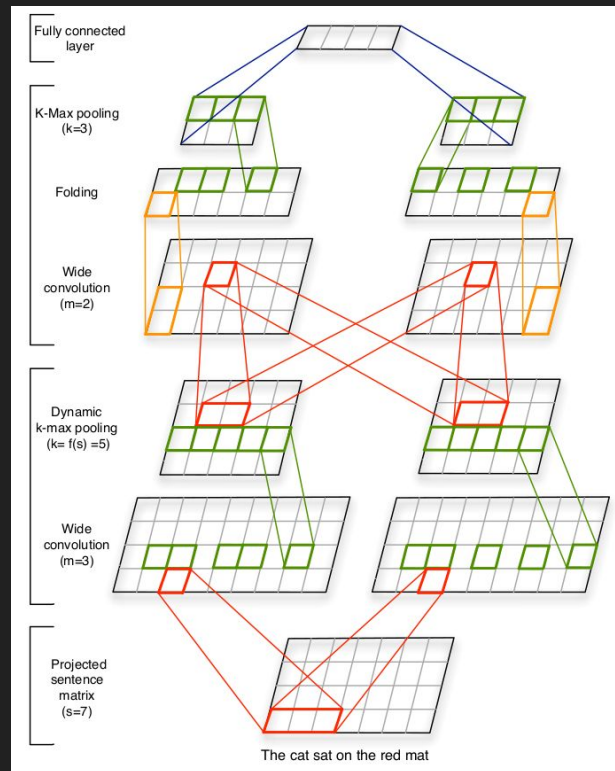 Fully connected
layer
K-Max pooling
(k=3)
Folding
Wide
convolution
(m=2)
Dynamic
k-max pooling
(k= f(s) =5)
Wide
convolution
(m=3)
Projected
sentence
matrix
(s=7)
The cat sat on the red mat